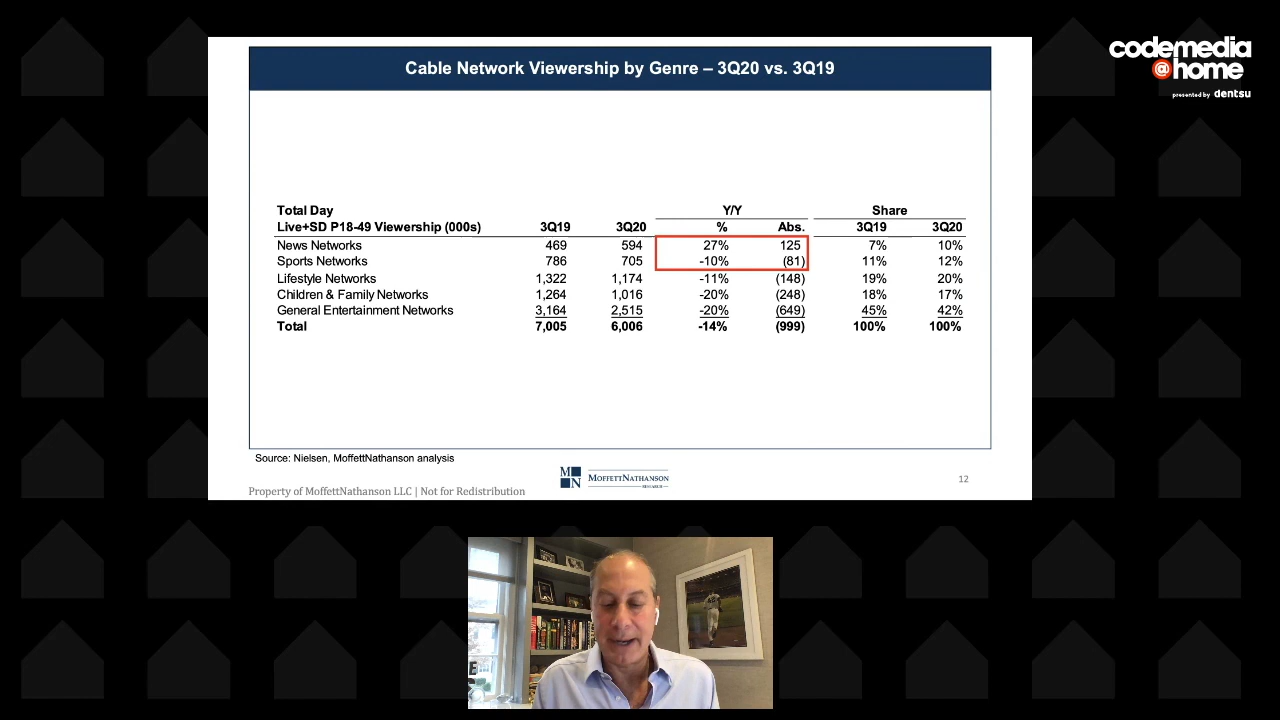 codemedia
@home
presented by dentsu
Cable Network Viewership by Genre – 3Q20 vs. 3Q19
Total Day Y/Y Share
Live+SD P18-49 Viewership (000s) 3Q19 3Q20 % Abs. 3Q19 3Q20
News Networks 469 594 27% 125 7% 10%
Sports Networks 786 705 -10% (81) 11% 12%
Lifestyle Networks 1,322 1,174 -11% (148) 19% 20%
Children & Family Networks 1,264 1,016 -20% (248) 18% 17%
General Entertainment Networks 3,164 2,515 -20% (649) 45% 42%
Total 7,005 6,006 -14% (999) 100% 100%
Source: Nielsen, MoffettNathanson analysis
M N MOFFETTNATHANSON
RESEARCH
12
Property of MoffettNathanson LLC | Not for Redistribution